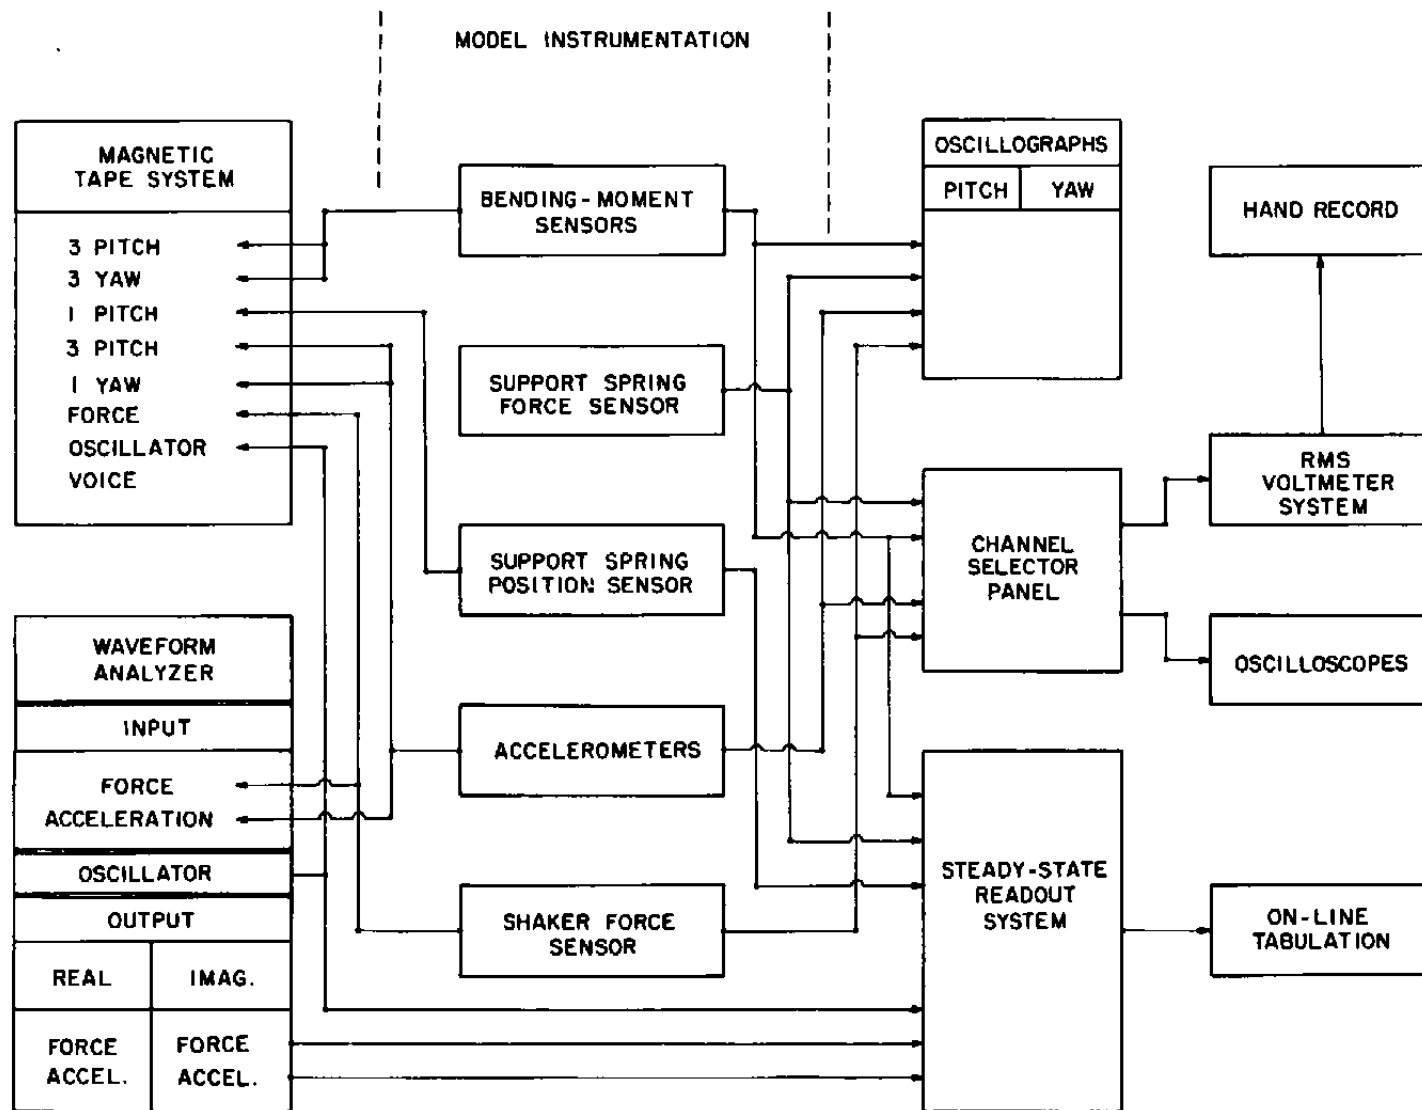 MODEL INSTRUMENTATION
MAGNETIC
TAPE SYSTEM
3 PITCH
3 YAW
1 PITCH
3 PITCH
1 YAW
FORCE
OSCILLATOR
VOICE
WAVEFORM
ANALYZER
INPUT
FORCE
ACCELERATION
OSCILLATOR
OUTPUT
REAL
IMAG.
FORCE
ACCEL.
FORCE
ACCEL.
BENDING-MOMENT
SENSORS
SUPPORT SPRING
FORCE SENSOR
SUPPORT SPRING
POSITION SENSOR
ACCELEROMETERS
SHAKER FORCE
SENSOR
OSCILLOGRAPHS
PITCH
YAW
CHANNEL
SELECTOR
PANEL
STEADY-STATE
READOUT
SYSTEM
HAND RECORD
RMS
VOLTMETER
SYSTEM
OSCILLOSCOPES
ON-LINE
TABULATION